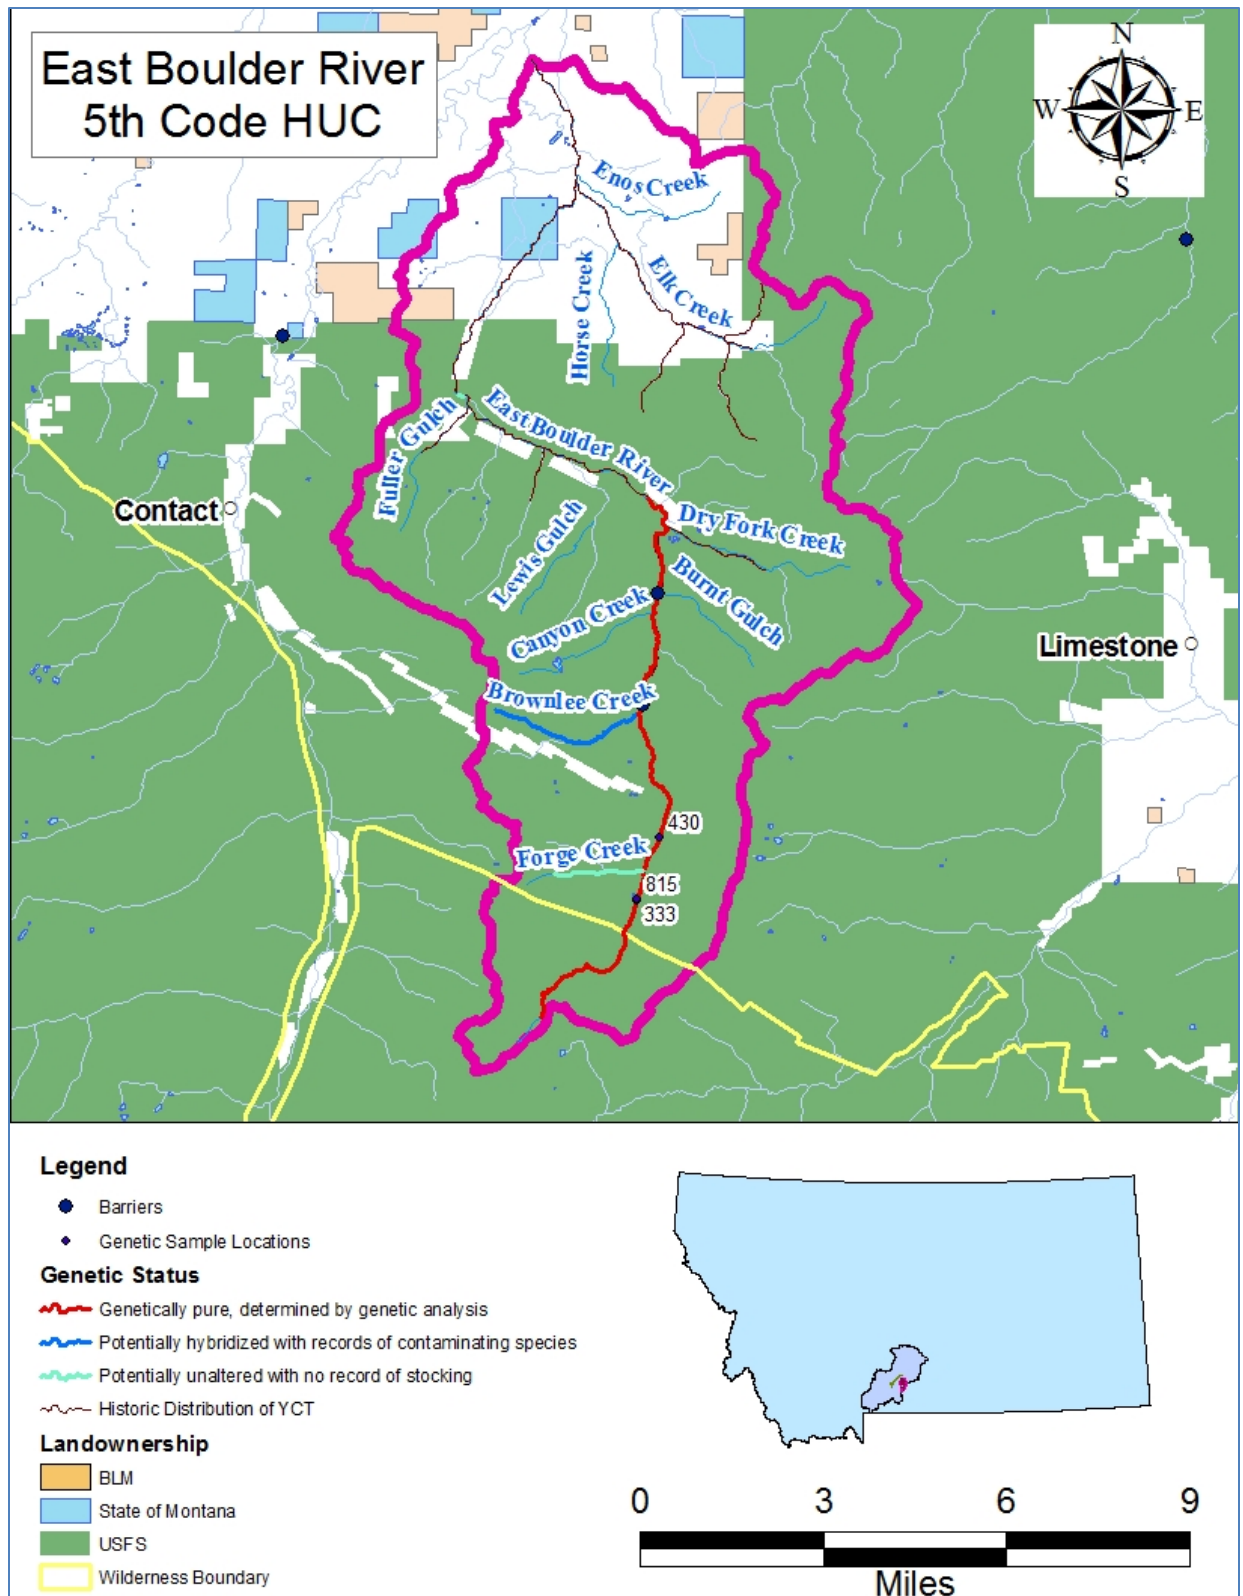 East Boulder River
5th Code HUC
N
W
E
S
Enos Creek
Elk Creek
Horse Creek
East Boulder River
Fuller Gulch
Contact
Dry Fork Creek
Lewis Gulch
Burnt Gulch
Canyon Creek
Limestone
Brownlee Creek
430
Forge Creek
815
333
Legend
Barriers
Genetic Sample Locations
Genetic Status
Genetically pure, determined by genetic analysis
Potentially hybridized with records of contaminating species
Potentially unaltered with no record of stocking
Historic Distribution of YCT
Landownership
BLM
State of Montana
USFS
Wilderness Boundary
0 3 6 9
Miles